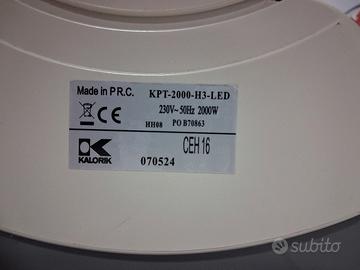 Made in P.R.C. KPT-2000-H3-LED
230V~ 50Hz 2000W
HH08 PO B70863
CE
K
KALORIK
CEH 16
070524
subito